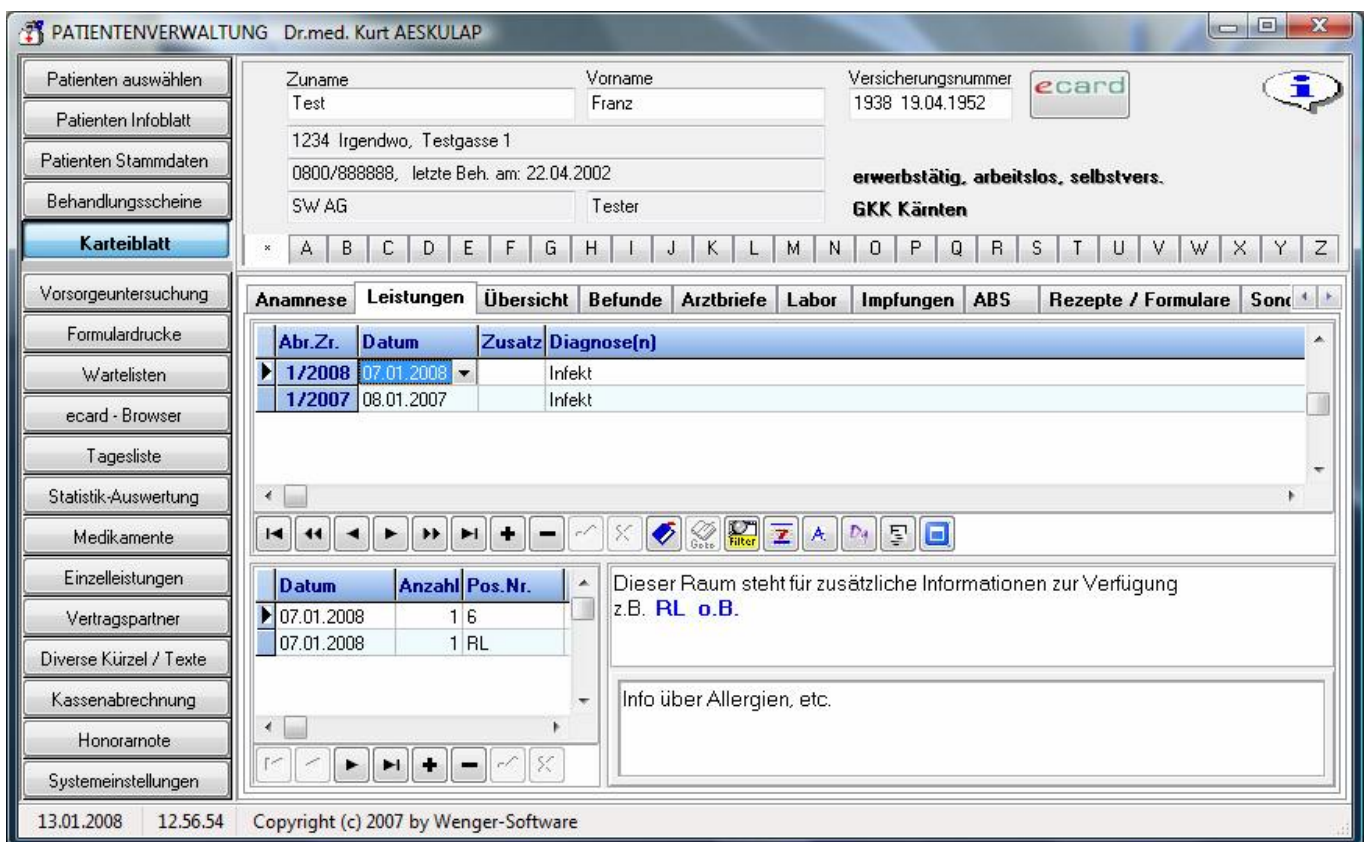 PATIENTENVERWALTUNG Dr.med. Kurt AESKULAP
Patienten auswählen
Patienten Infoblatt
Patienten Stammdaten
Behandlungsscheine
Karteiblatt
Vorsorgeuntersuchung
Formulardrucke
Wartelisten
ecard - Browser
Tagesliste
Statistik-Auswertung
Medikamente
Einzelleistungen
Vertragspartner
Diverse Kürzel / Texte
Kassenabrechnung
Honorarnote
Systemeinstellungen
Zuname Vorname Versicherungsnummer
Test Franz 1938 19.04.1952 ecard
1234 Irgendwo, Testgasse 1
0800/888888, letzte Beh. am: 22.04.2002
erwerbstätig, arbeitslos, selbstvers.
SW AG Tester GKK Kärnten
* A B C D E F G H I J K L M N O P Q R S T U V W X Y Z
Anamnese Leistungen Übersicht Befunde Arztbriefe Labor Impfungen ABS Rezepte / Formulare
Abr.Zr. Datum Zusatz Diagnose(n)
1/2008 07.01.2008 Infekt
1/2007 08.01.2007 Infekt
Goto Filter Z A
Datum Anzahl Pos.Nr.
07.01.2008 1 6
07.01.2008 1 RL
Dieser Raum steht für zusätzliche Informationen zur Verfügung
z.B. RL o.B.
Info über Allergien, etc.
13.01.2008 12.56.54 Copyright (c) 2007 by Wenger-Software